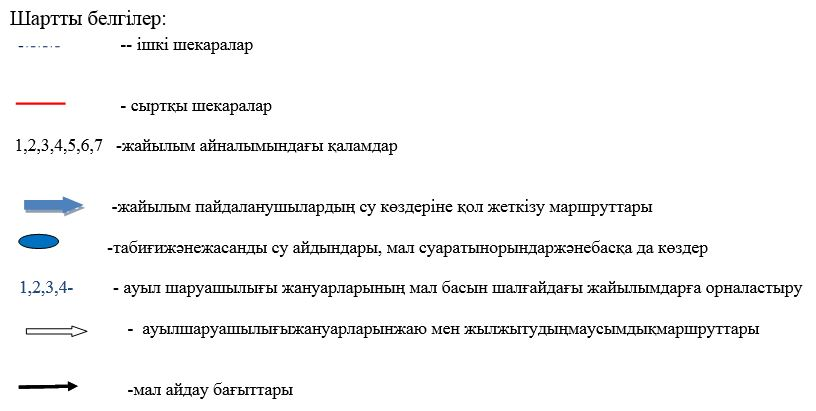 Шартты белгілер:
-- ішкі шекаралар
- сыртқы шекаралар
1,2,3,4,5,6,7 -жайылым айналымындағы қаламдар
-жайылым пайдаланушылардың су көздеріне қол жеткізу маршруттары
-табиғижәнежасанды су айдындары, мал суаратынорындаржәнебасқа да көздер
1,2,3,4- - ауыл шаруашылығы жануарларының мал басын шалғайдағы жайылымдарға орналастыру
- ауылшаруашылығыжануарларынжаю мен жылжытудыңмаусымдықмаршруттары
-мал айдау бағыттары